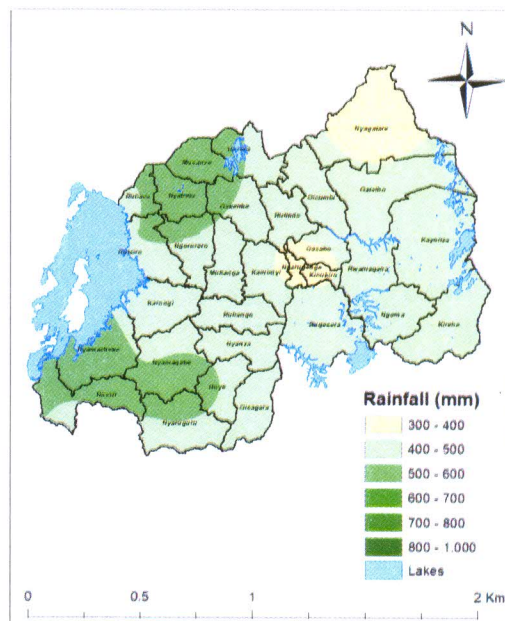 N
Nyagatare
Musanze
Rubavu
Nyabihu
Gakenke
Rulindo
Gicumbi
Gatsibo
Kayonza
Rutsiro
Ngororero
Muhanga
Kamonyi
Gasabo
Kicukiro
Rwamagana
Karongi
Ruhango
Bugesera
Ngoma
Kirehe
Nyamasheke
Nyamagabe
Nyanza
Huye
Rusizi
Nyaruguru
Gisagara
Rainfall (mm)
300 - 400
400 - 500
500 - 600
600 - 700
700 - 800
800 - 1.000
Lakes
0 0.5 1 2 Km